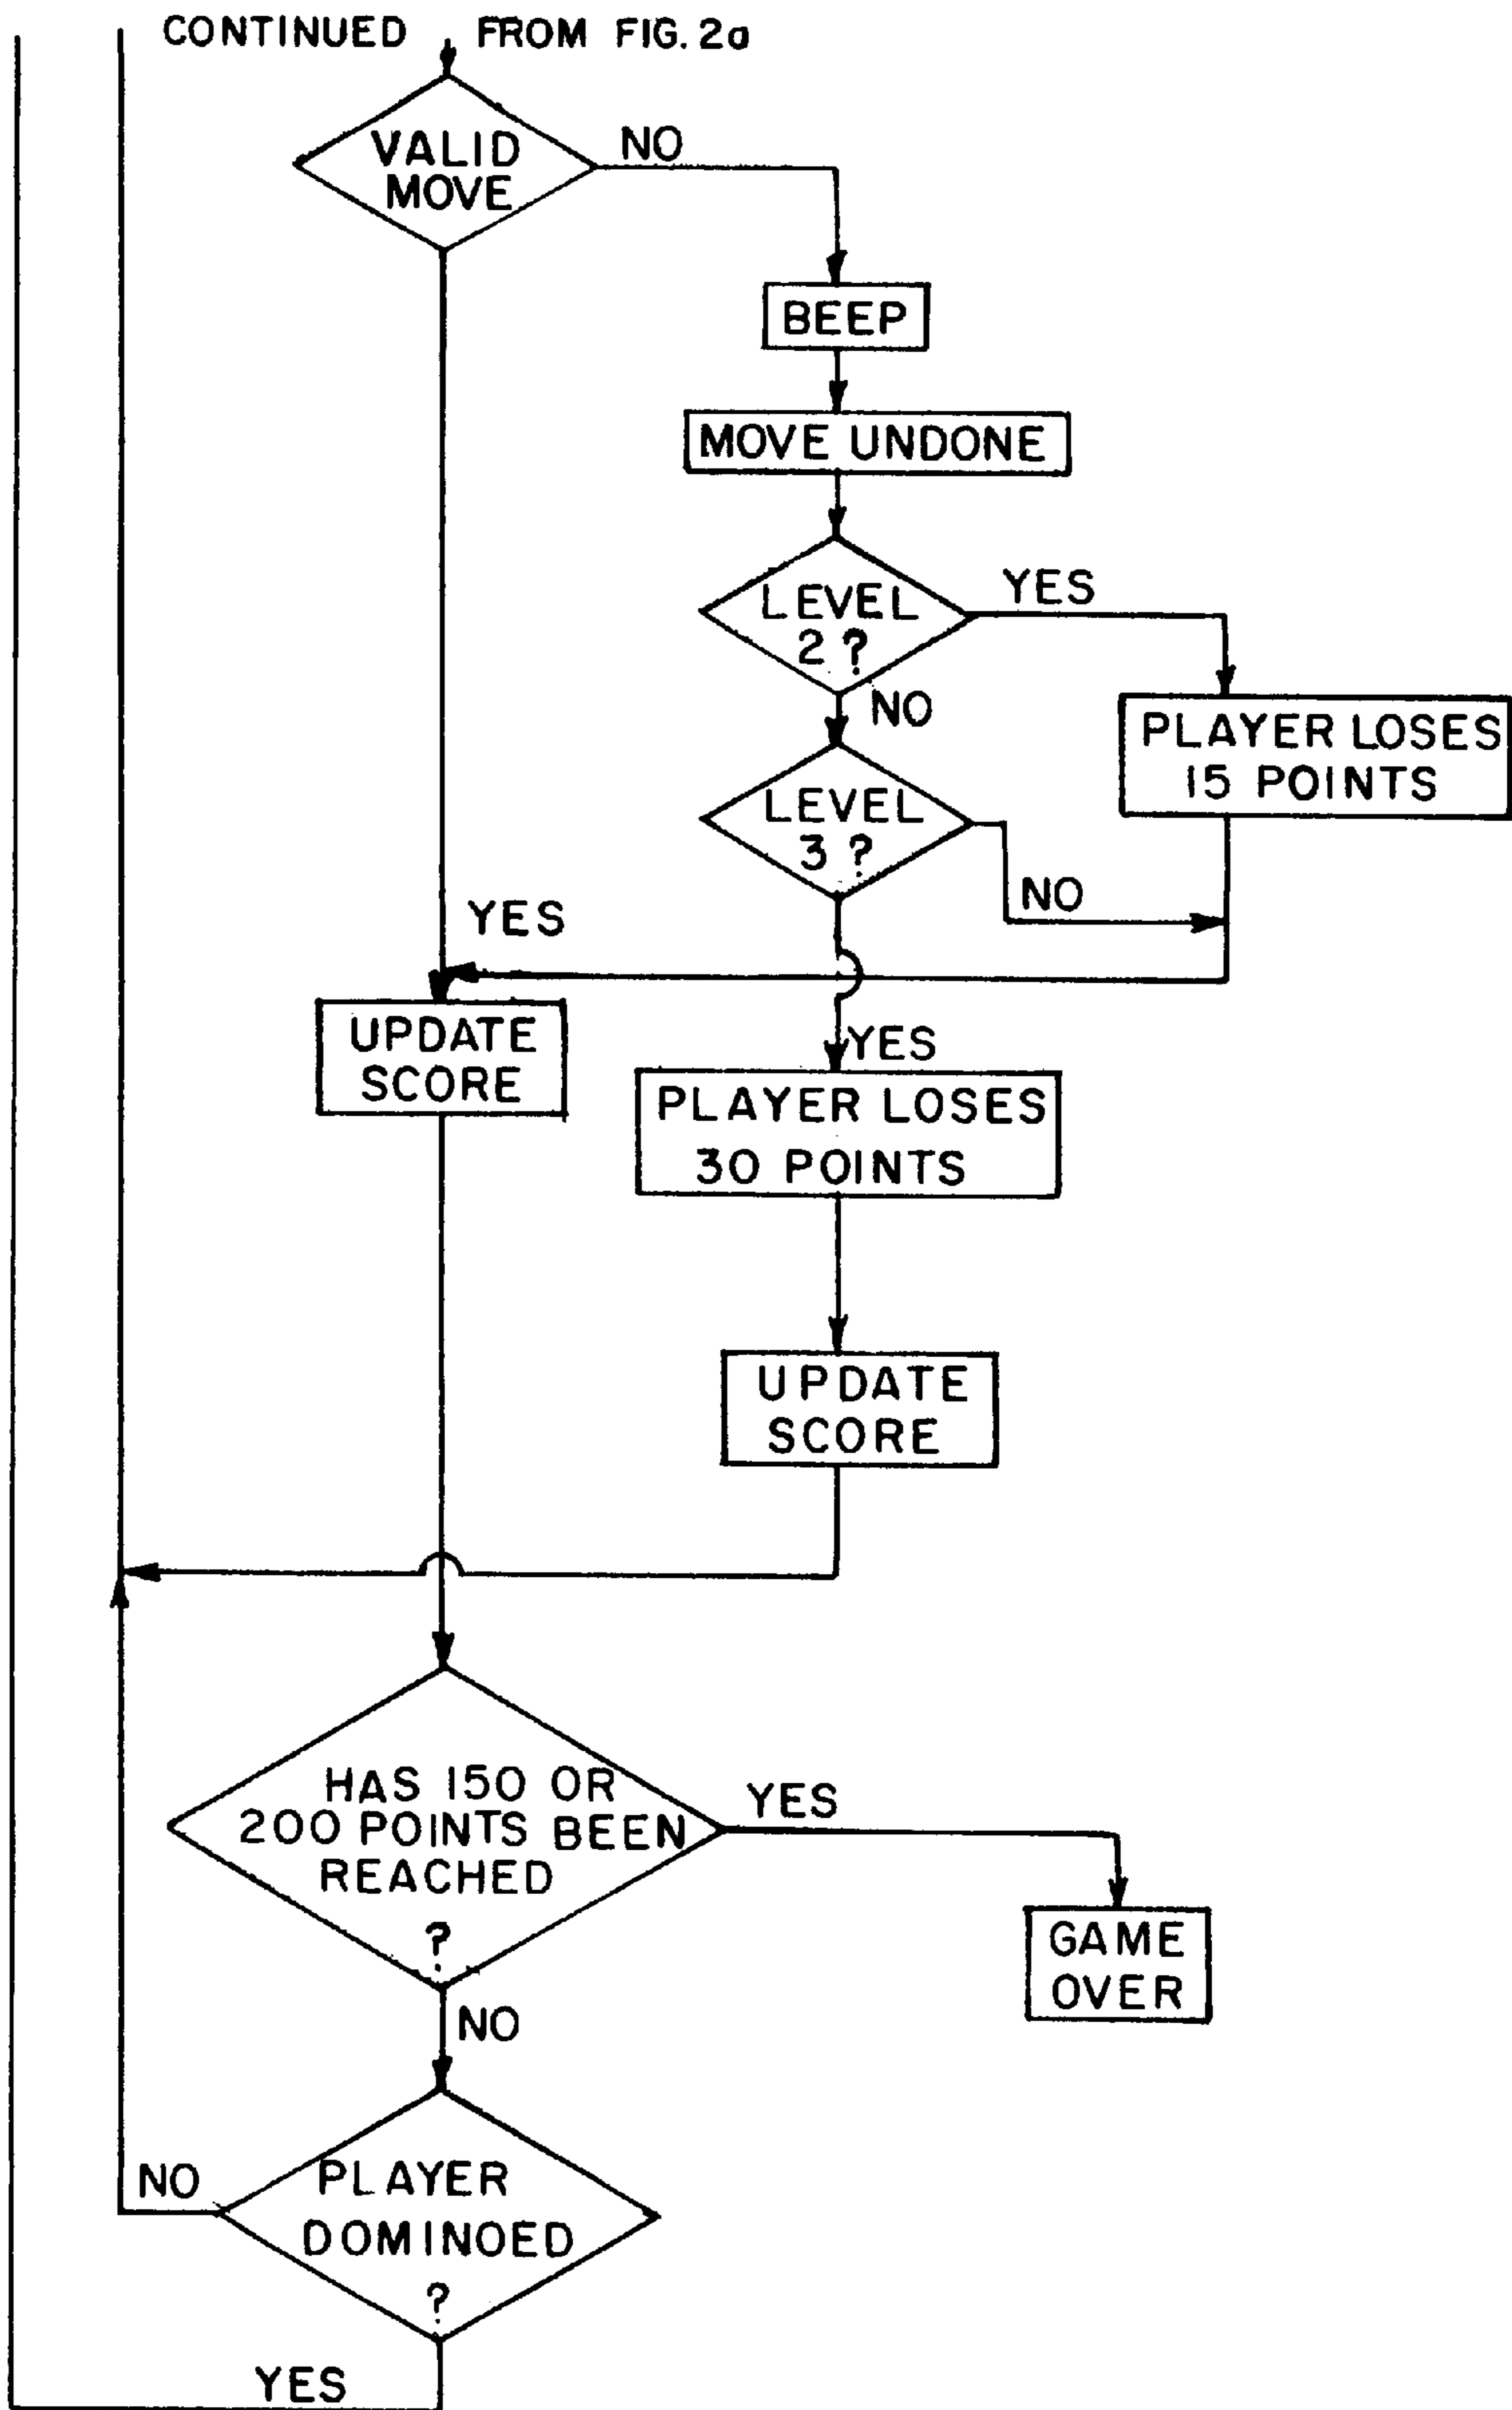 CONTINUED FROM FIG. 2a
VALID
MOVE
NO
BEEP
MOVE UNDONE
LEVEL
2 ?
YES
NO
PLAYER LOSES
15 POINTS
LEVEL
3 ?
NO
YES
UPDATE
SCORE
YES
PLAYER LOSES
30 POINTS
UPDATE
SCORE
HAS 150 OR
200 POINTS BEEN
REACHED
?
YES
GAME
OVER
NO
PLAYER
DOMINOED
?
NO
YES